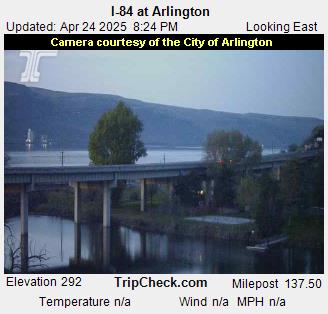 I-84 at Arlington
Updated: Apr 24 2025 8:24 PM Looking East
Camera courtesy of the City of Arlington
Elevation 292 TripCheck.com Milepost 137.50
Temperature n/a Wind n/a MPH n/a